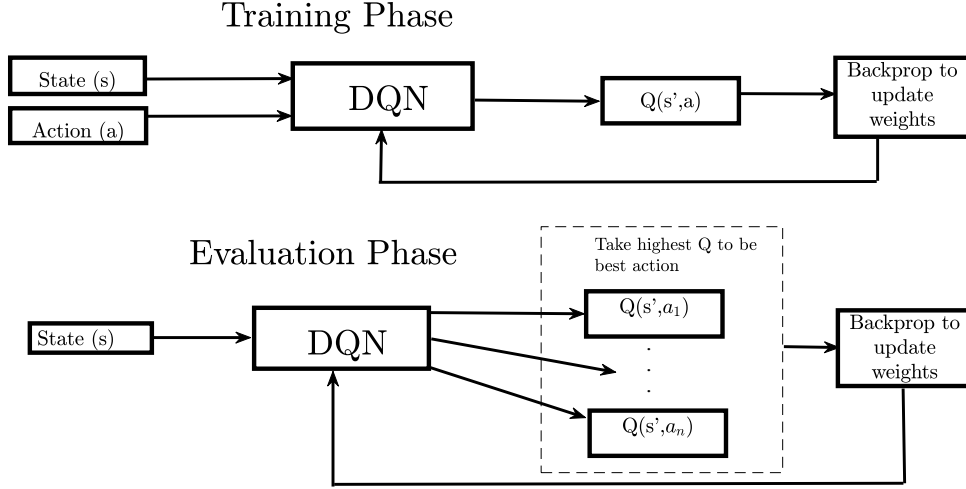 Training Phase
State (s)
Action (a)
DQN
Q(s',a)
Backprop to
update
weights
Evaluation Phase
State (s)
DQN
Take highest Q to be
best action
Q(s',a₁)
.
.
.
Q(s',aₙ)
Backprop to
update
weights